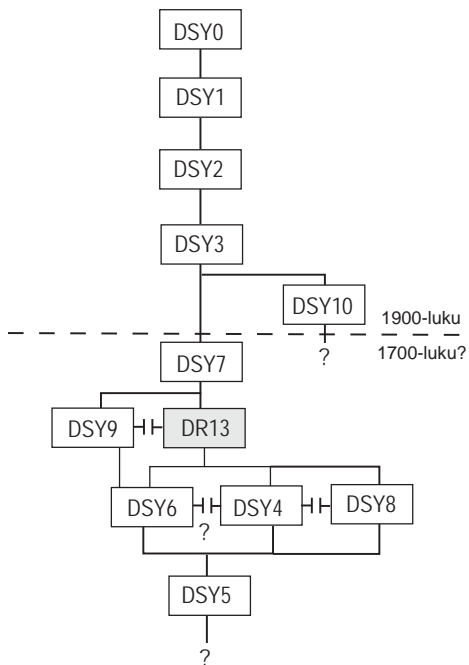 DSY0
DSY1
DSY2
DSY3
DSY10
1900-luku
?
1700-luku?
DSY7
DSY9
DR13
DSY6
DSY4
DSY8
?
DSY5
?